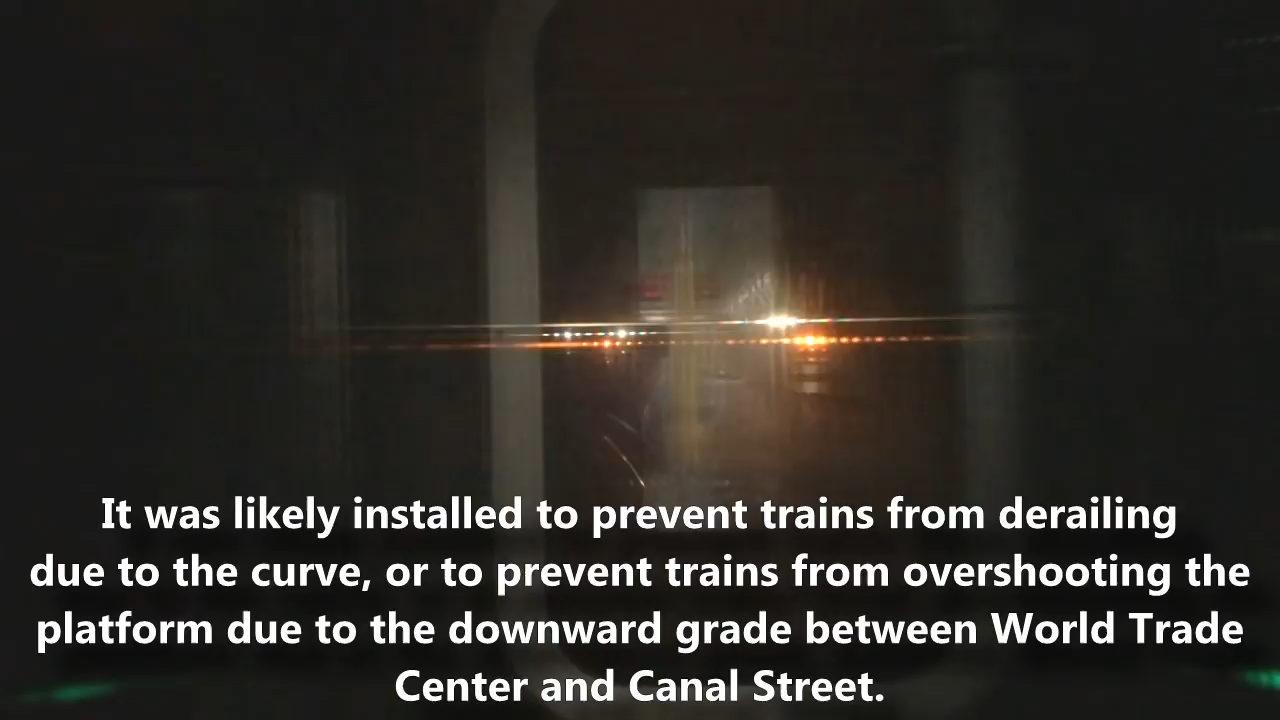 It was likely installed to prevent trains from derailing
due to the curve, or to prevent trains from overshooting the
platform due to the downward grade between World Trade
Center and Canal Street.